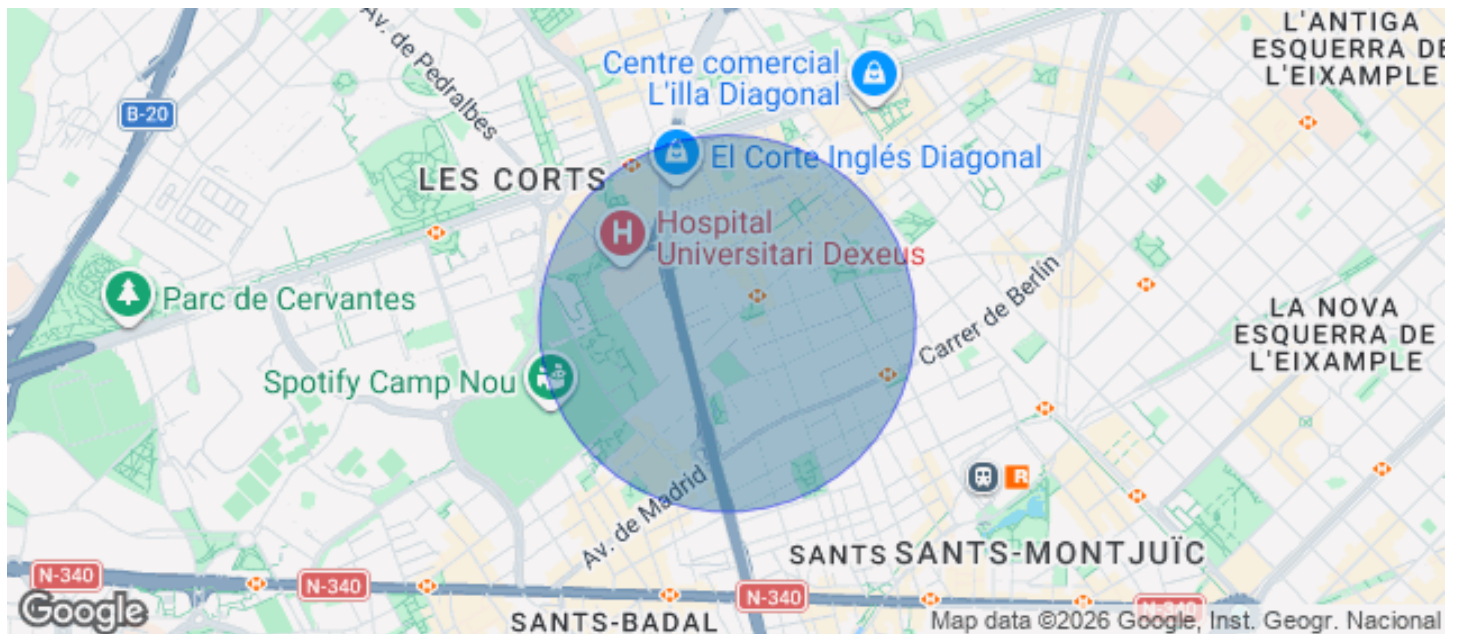 L'ANTIGA
ESQUERRA DE
L'EIXAMPLE
Av. de Pedralbes
Centre comercial
L'illa Diagonal
B-20
El Corte Inglés Diagonal
LES CORTS
H
Hospital
Universitari Dexeus
Parc de Cervantes
Carrer de Berlín
LA NOVA
ESQUERRA DE
L'EIXAMPLE
Spotify Camp Nou
R
Av. de Madrid
SANTS
SANTS-MONTJUÏC
N-340
N-340
N-340
N-340
Google
SANTS-BADAL
Map data ©2026 Google, Inst. Geogr. Nacional